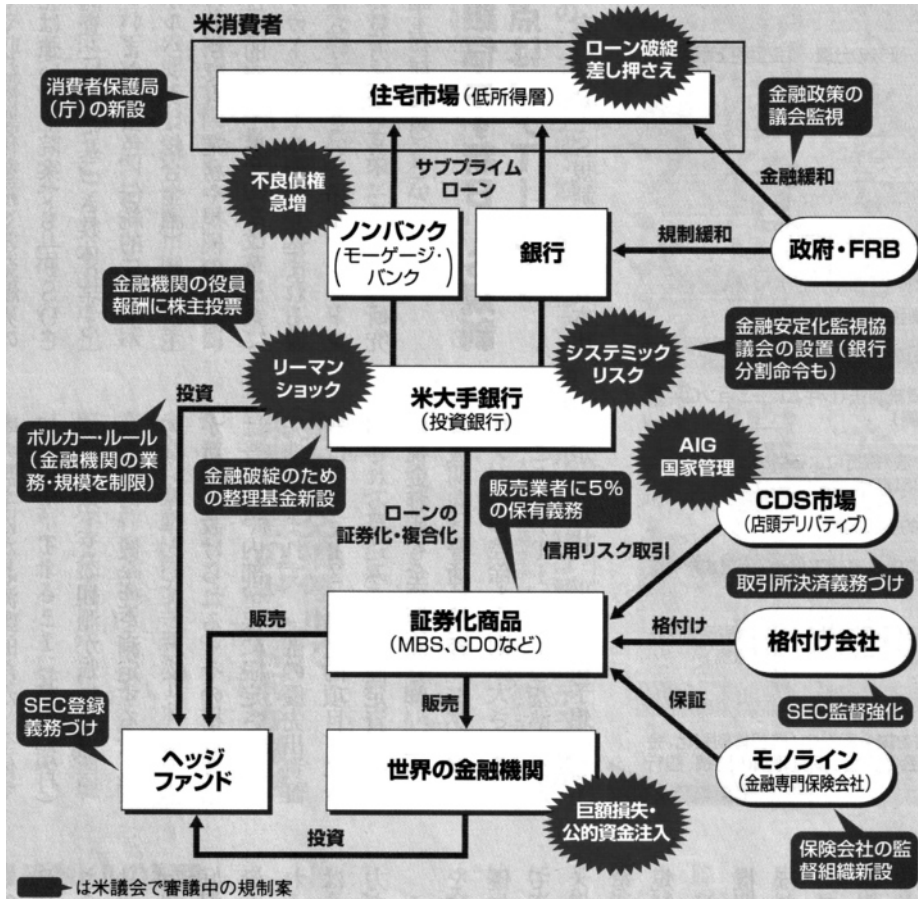 米消費者
ローン破綻
差し押さえ
消費者保護局
(庁)の新設
住宅市場(低所得層)
金融政策の
議会監視
サブプライム
ローン
金融緩和
不良債権
急増
ノンバンク
(モーゲージ・
バンク)
銀行
規制緩和
政府・FRB
金融機関の役員
報酬に株主投票
リーマン
ショック
システミック
リスク
金融安定化監視協
議会の設置(銀行
分割命令も)
投資
米大手銀行
(投資銀行)
ボルカー・ルール
(金融機関の業
務・規模を制限)
金融破綻のため
の整理基金新設
AIG
国家管理
販売業者に5%
の保有義務
CDS市場
(店頭デリバティブ)
ローンの
証券化・複合化
信用リスク取引
取引所決済義務づけ
販売
証券化商品
(MBS、CDOなど)
格付け
格付け会社
保証
SEC監督強化
SEC登録
義務づけ
販売
ヘッジ
ファンド
世界の金融機関
モノライン
(金融専門保険会社)
巨額損失・
公的資金注入
投資
保険会社の監
督組織新設
は米議会で審議中の規制案